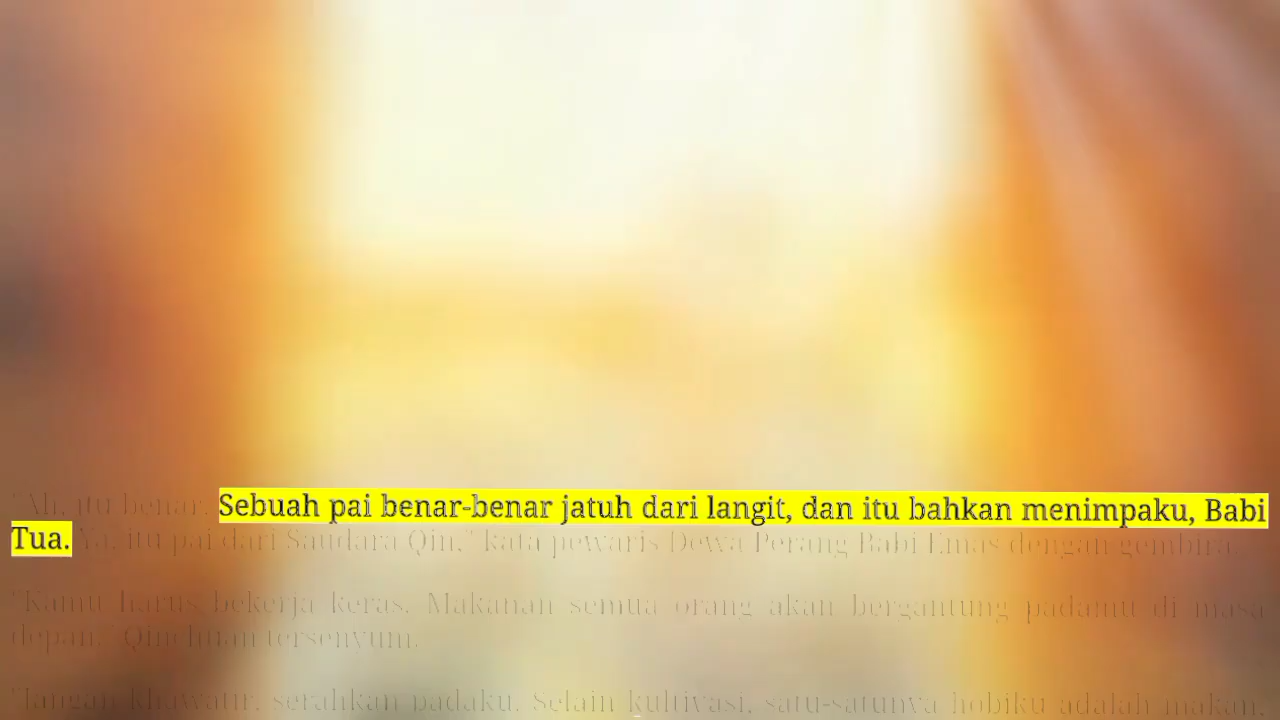 "Ah, itu benar. Sebuah pai benar-benar jatuh dari langit, dan itu bahkan menimpaku, Babi
Tua. Ya, itu pai dari Saudara Qin," kata pewaris Dewa Perang Babi Emas dengan gembira.
"Kamu harus bekerja keras. Makanan semua orang akan bergantung padamu di masa
depan." Qin Huan tersenyum.
"Jangan khawatir, serahkan padaku. Selain kultivasi, satu-satunya hobiku adalah makan,